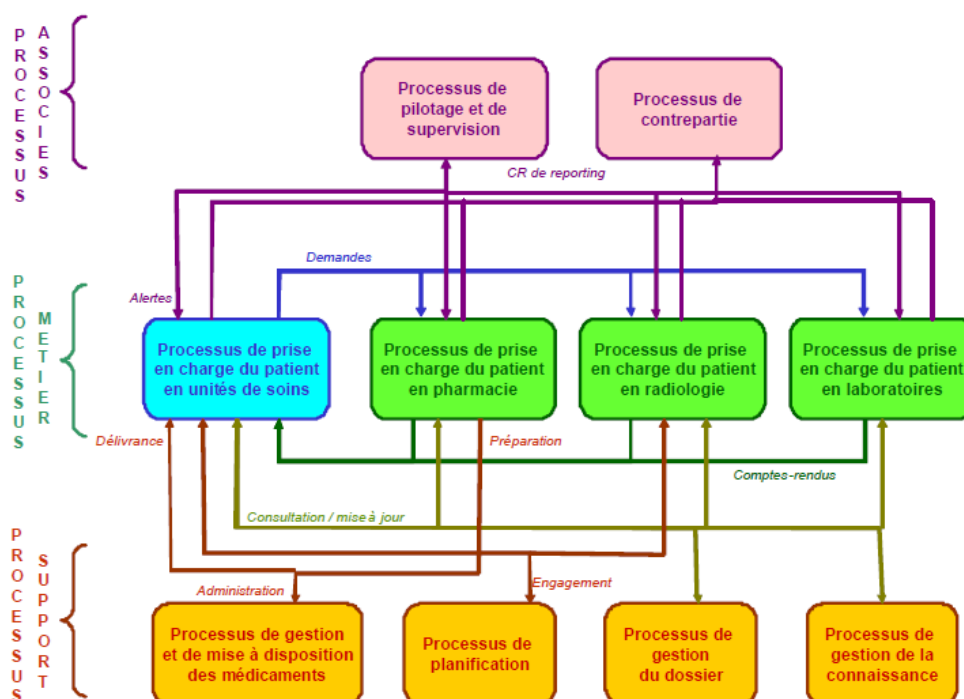 PROCESSUS
ASSOCIES
Processus de
pilotage et de
supervision
Processus de
contrepartie
CR de reporting
Demandes
Alertes
PROCESSUS
METIER
Processus de prise
en charge du patient
en unités de soins
Processus de prise
en charge du patient
en pharmacie
Processus de prise
en charge du patient
en radiologie
Processus de prise
en charge du patient
en laboratoires
Délivrance
Préparation
Comptes-rendus
Consultation / mise à jour
PROCESSUS
SUPPORT
Administration
Engagement
Processus de gestion
et de mise à disposition
des médicaments
Processus de
planification
Processus de
gestion
du dossier
Processus de
gestion de la
connaissance